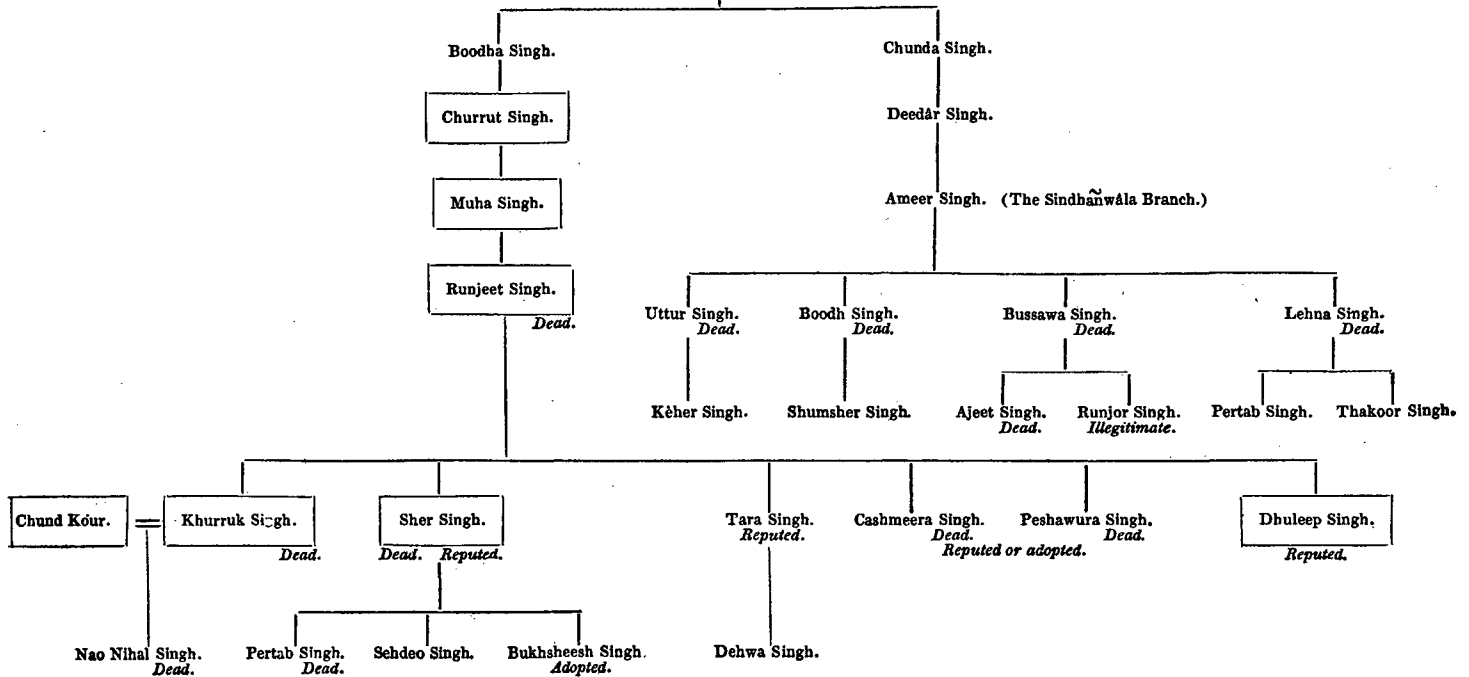 Boodha Singh.
Chunda Singh.
Churrut Singh.
Deedâr Singh.
Muha Singh.
Ameer Singh. (The Sindhañwâla Branch.)
Runjeet Singh.
Dead.
Uttur Singh.
Dead.
Boodh Singh.
Dead.
Bussawa Singh.
Dead.
Lehna Singh.
Dead.
Kèher Singh.
Shumsher Singh.
Ajeet Singh.
Dead.
Runjor Singh.
Illegitimate.
Pertab Singh.
Thakoor Singh.
Chund Kour.
Khurruk Singh.
Dead.
Sher Singh.
Dead. Reputed.
Tara Singh.
Reputed.
Cashmeera Singh.
Dead.
Peshawura Singh.
Dead.
Reputed or adopted.
Dhuleep Singh.
Reputed.
Nao Nihal Singh.
Dead.
Pertab Singh.
Dead.
Sehdeo Singh.
Bukhsheesh Singh.
Adopted.
Dehwa Singh.